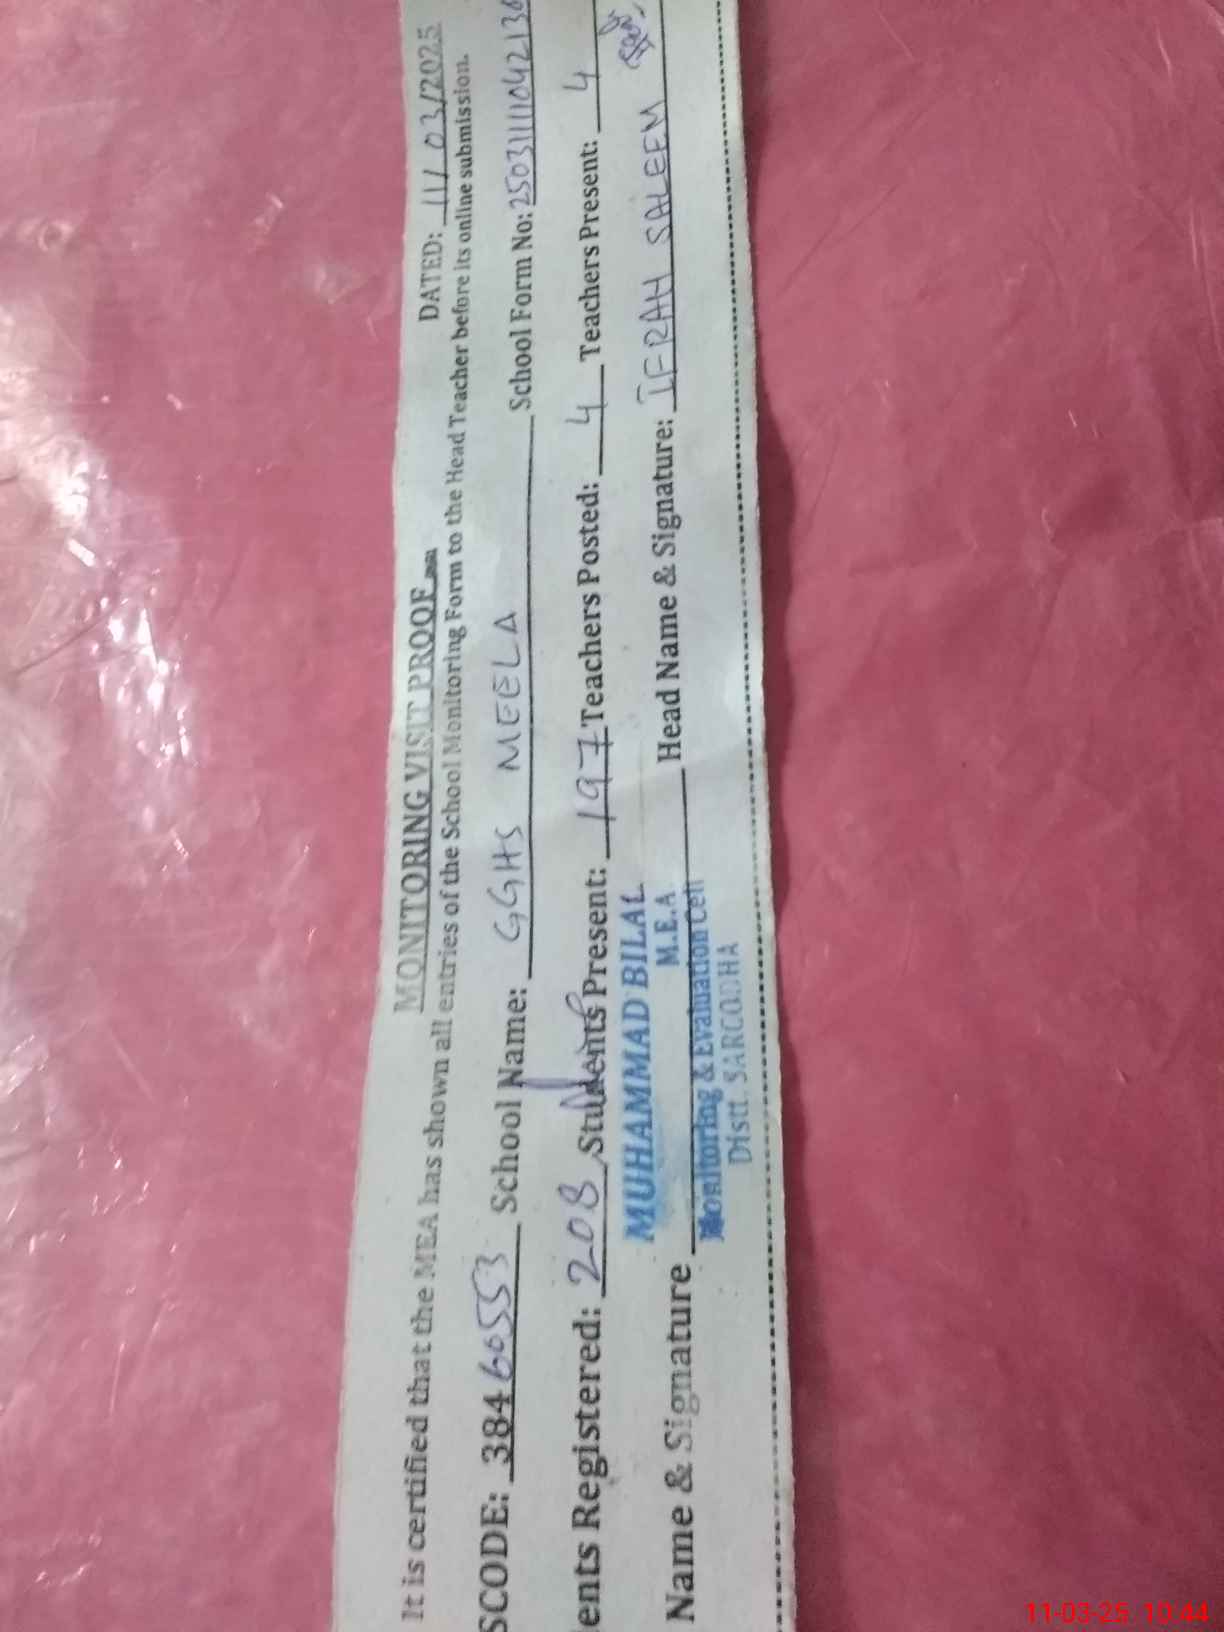 MONITORING VISIT PROOF DATED: 11/03/2025
It is certified that the MEA has shown all entries of the School Monitoring Form to the Head Teacher before its online submission.
SCODE: 38460553 School Name: GGHS MEELA School Form No: 2503111104213
ents Registered: 208 Students Present: 197 Teachers Posted: 4 Teachers Present: 4
MUHAMMAD BILAL
M.E.A
Name & Signature Head Name & Signature: IFRAH SALEEM
Monitoring & Evaluation Cell
Distt. SARGODHA
11-03-25 10:44